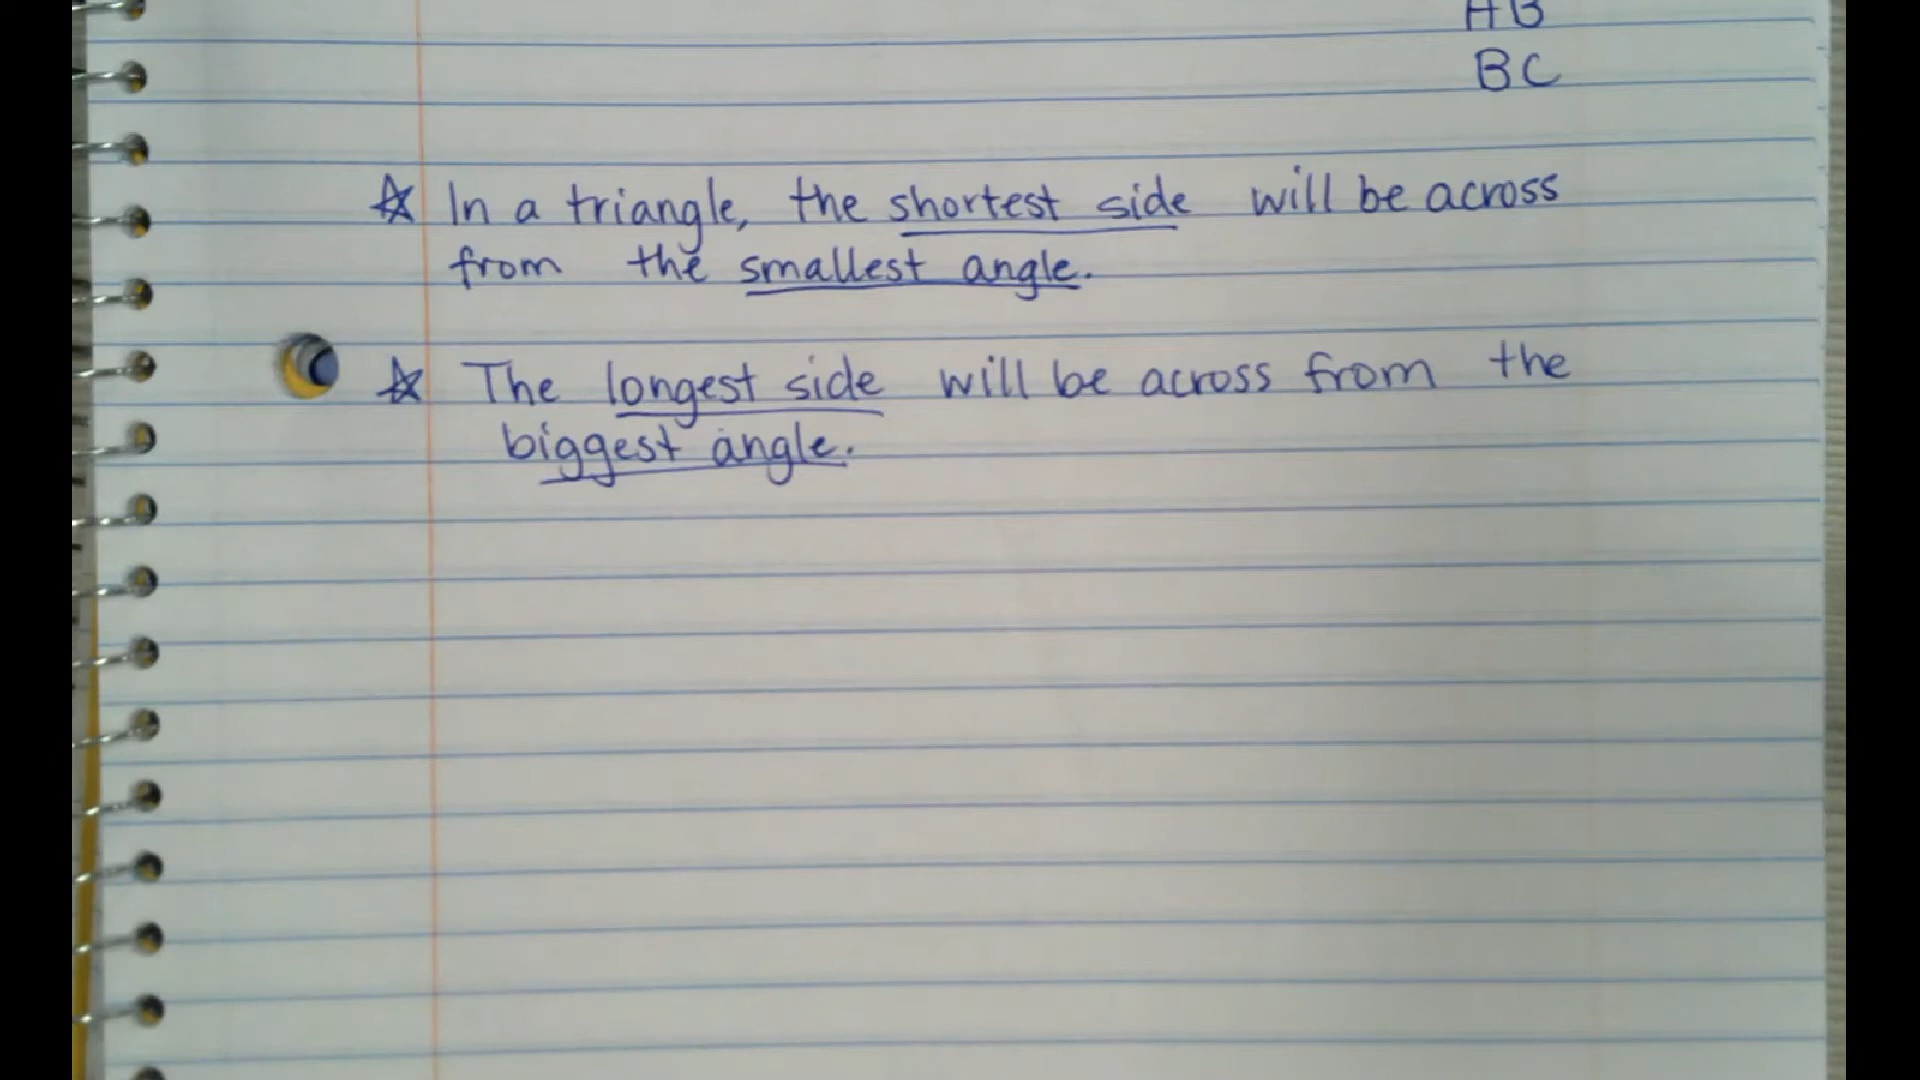 AB
BC
☆ In a triangle, the shortest side will be across
from the smallest angle.
☆ The longest side will be across from the
biggest angle.